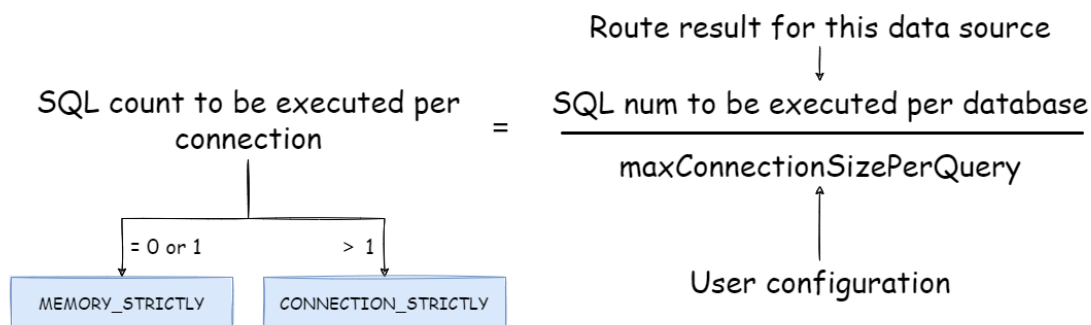 Route result for this data source
SQL count to be executed per
connection
=
SQL num to be executed per database
maxConnectionSizePerQuery
= 0 or 1
> 1
MEMORY_STRICTLY
CONNECTION_STRICTLY
User configuration